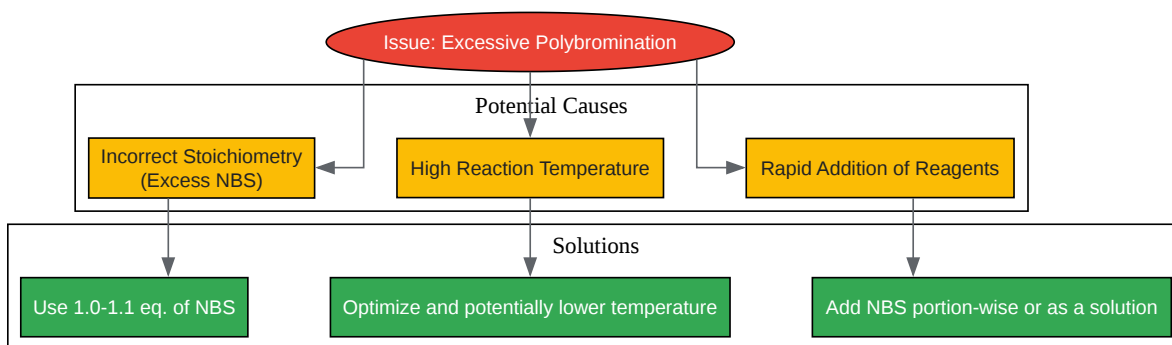 Issue: Excessive Polybromination
Potential Causes
Incorrect Stoichiometry
(Excess NBS)
High Reaction Temperature
Rapid Addition of Reagents
Solutions
Use 1.0-1.1 eq. of NBS
Optimize and potentially lower temperature
Add NBS portion-wise or as a solution